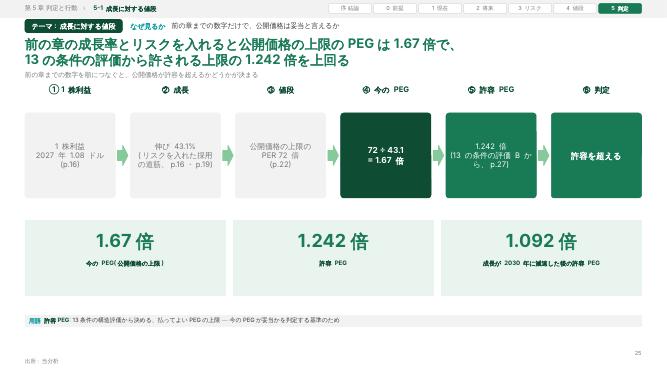 第 5 章 判定と行動 › 5-1 成長に対する値段
序 結論
0 前提
1 現在
2 将来
3 リスク
4 値段
5 判定
テーマ：成長に対する値段 なぜ見るか 前の章までの数字だけで、公開価格は妥当と言えるか
前の章の成長率とリスクを入れると公開価格の上限の PEG は 1.67 倍で、
13 の条件の評価から許される上限の 1.242 倍を上回る
前の章までの数字を順につなぐと、公開価格が許容を超えるかどうかが決まる
① 1 株利益
② 成長
③ 値段
④ 今の PEG
⑤ 許容 PEG
⑥ 判定
1 株利益
2027 年 1.08 ドル
(p.16)
伸び 43.1%
(リスクを入れた採用
の道筋、p.16 · p.19)
公開価格の上限の
PER 72 倍
(p.22)
72 ÷ 43.1
= 1.67 倍
1.242 倍
(13 の条件の評価 B か
ら、p.27)
許容を超える
1.67 倍
今の PEG(公開価格の上限)
1.242 倍
許容 PEG
1.092 倍
成長が 2030 年に減速した後の許容 PEG
用語 許容 PEG: 13 条件の構造評価から決める、払ってよい PEG の上限 — 今の PEG が妥当かを判定する基準のため
出所：当分析
25